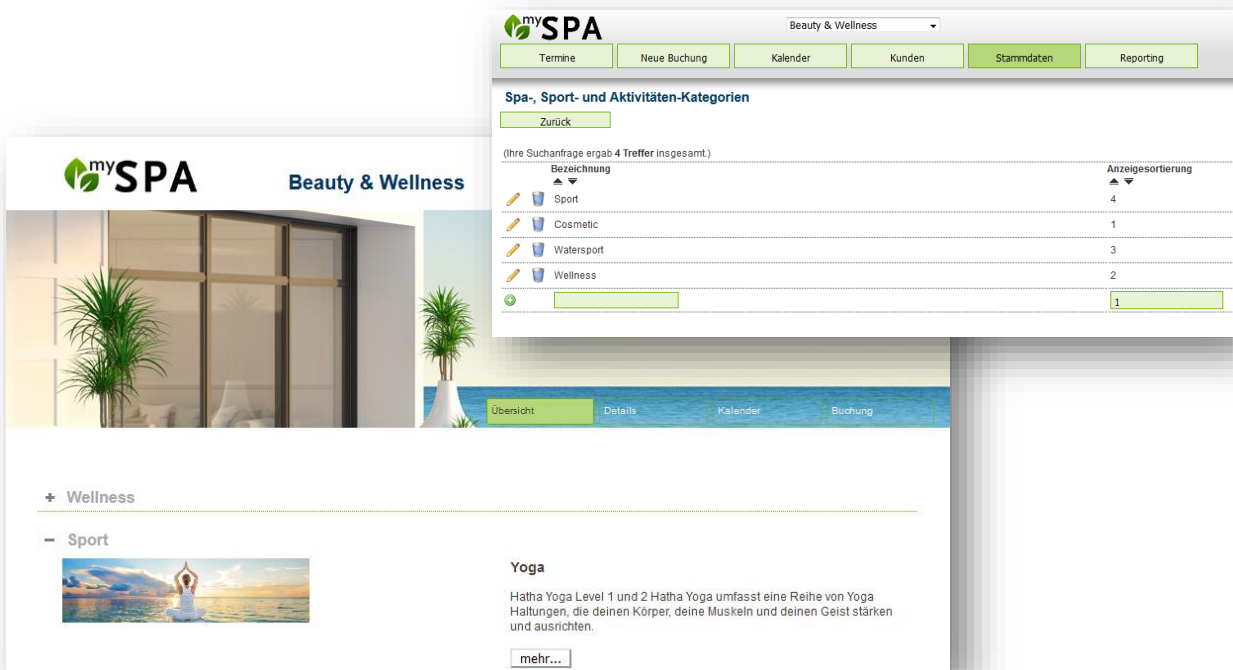 mySPA
Beauty & Wellness
Termine Neue Buchung Kalender Kunden Stammdaten Reporting
Spa-, Sport- und Aktivitäten-Kategorien
Zurück
(Ihre Suchanfrage ergab 4 Treffer insgesamt.)
Bezeichnung Anzeigesortierung
Sport 4
Cosmetic 1
Watersport 3
Wellness 2
1
mySPA
Beauty & Wellness
Übersicht Details Kalender Buchung
Wellness
Sport
Yoga
Hatha Yoga Level 1 und 2 Hatha Yoga umfasst eine Reihe von Yoga
Haltungen, die deinen Körper, deine Muskeln und deinen Geist stärken
und ausrichten.
mehr...